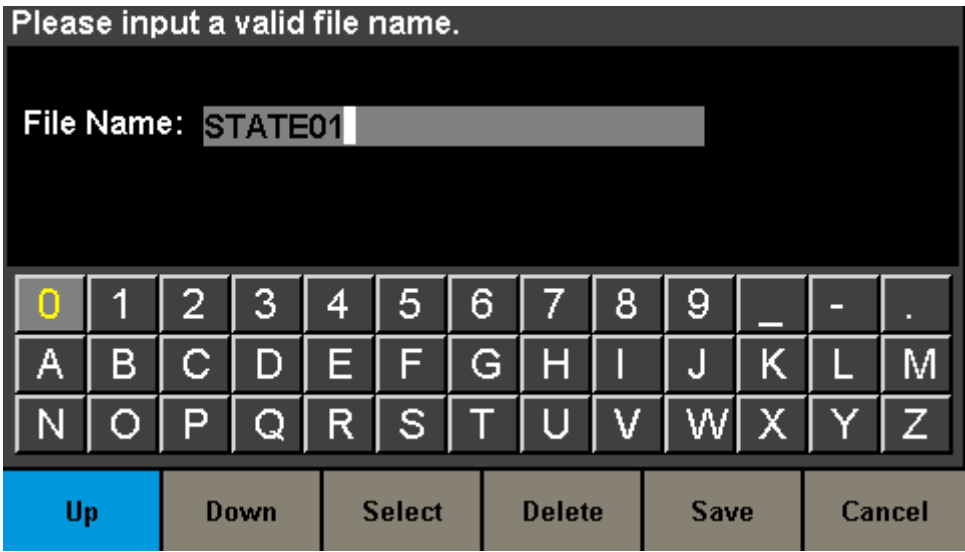 Please input a valid file name.
File Name: STATE01
0 1 2 3 4 5 6 7 8 9 _ - .
A B C D E F G H I J K L M
N O P Q R S T U V W X Y Z
Up Down Select Delete Save Cancel